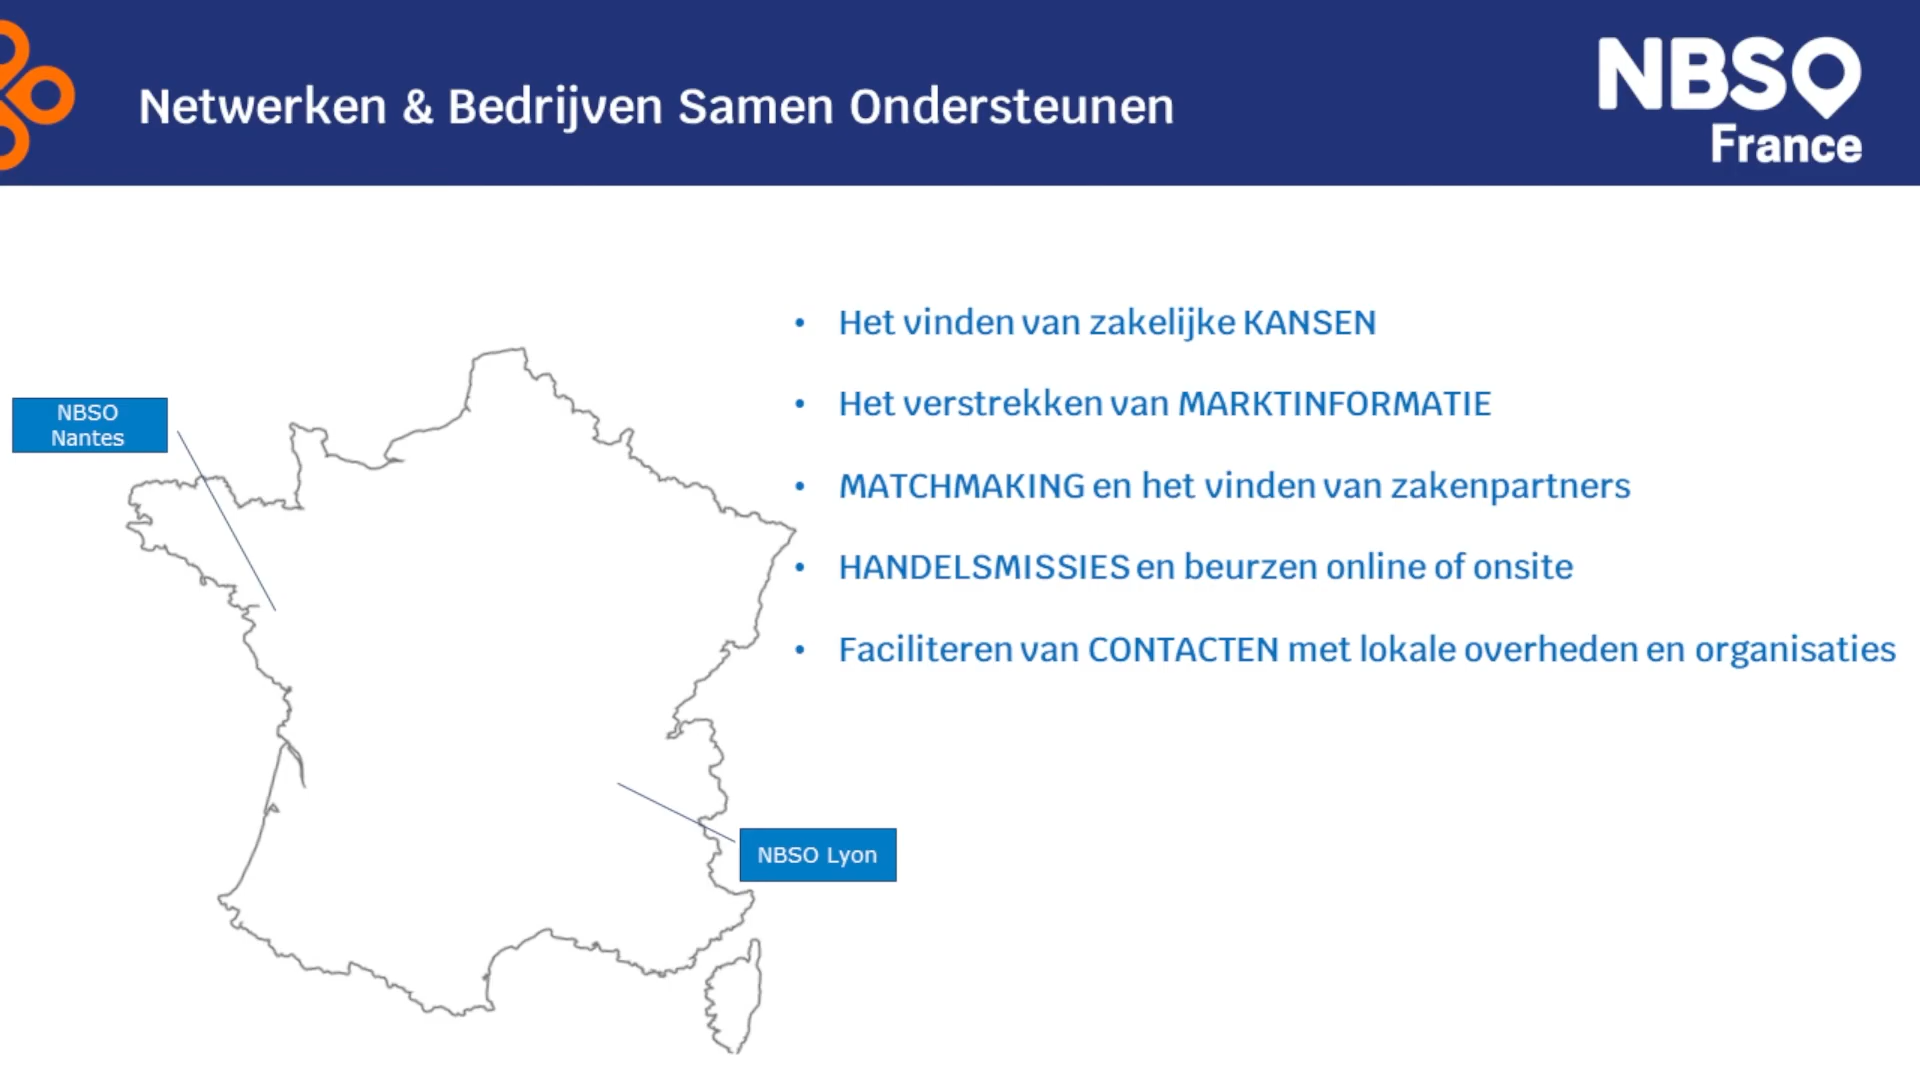 Netwerken & Bedrijven Samen Ondersteunen
NBSO
France
NBSO
Nantes
• Het vinden van zakelijke KANSEN
• Het verstrekken van MARKTINFORMATIE
• MATCHMAKING en het vinden van zakenpartners
• HANDELSMISSIES en beurzen online of onsite
• Faciliteren van CONTACTEN met lokale overheden en organisaties
NBSO Lyon